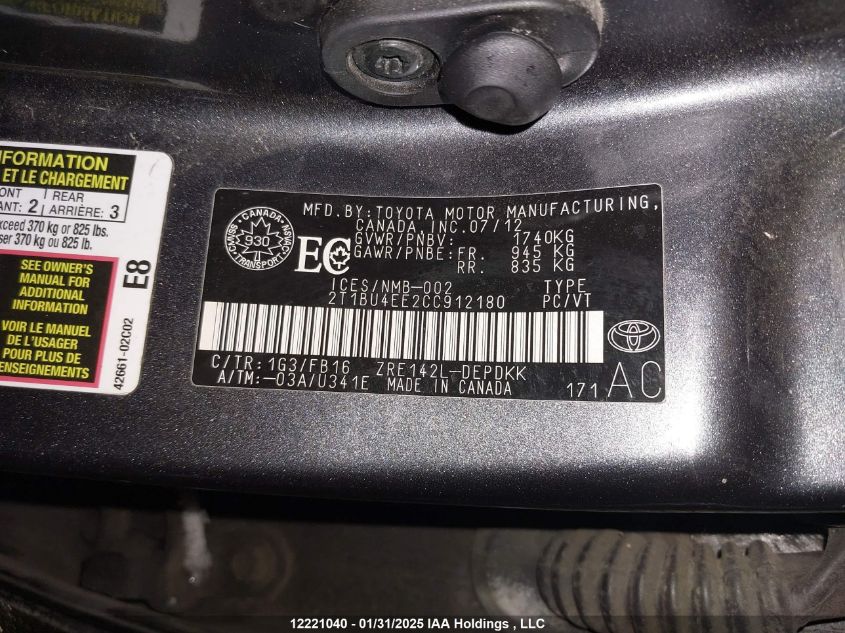 FORMATION
ET LE CHARGEMENT
ONT REAR
ANT: 2 ARRIÈRE: 3
xceed 370 kg or 825 lbs.
ser 370 kg ou 825 lb.
SEE OWNER'S
MANUAL FOR
ADDITIONAL
INFORMATION
VOIR LE MANUEL
DE L'USAGER
POUR PLUS DE
RENSEIGNEMENTS
E8
42661-02C02
CANADA
930
TRANSPORT
EC
MFD.BY:TOYOTA MOTOR MANUFACTURING,
CANADA,INC.07/12
GVWR/PNBV: 1740KG
GAWR/PNBE:FR. 945 KG
RR. 835 KG
ICES/NMB-002 TYPE
2T1BU4EE2CC912180 PC/VT
C/TR:1G3/FB16 ZRE142L-DEPDKK
A/TM:-03A/U341E MADE IN CANADA
171 AC
12221040 - 01/31/2025 IAA Holdings , LLC